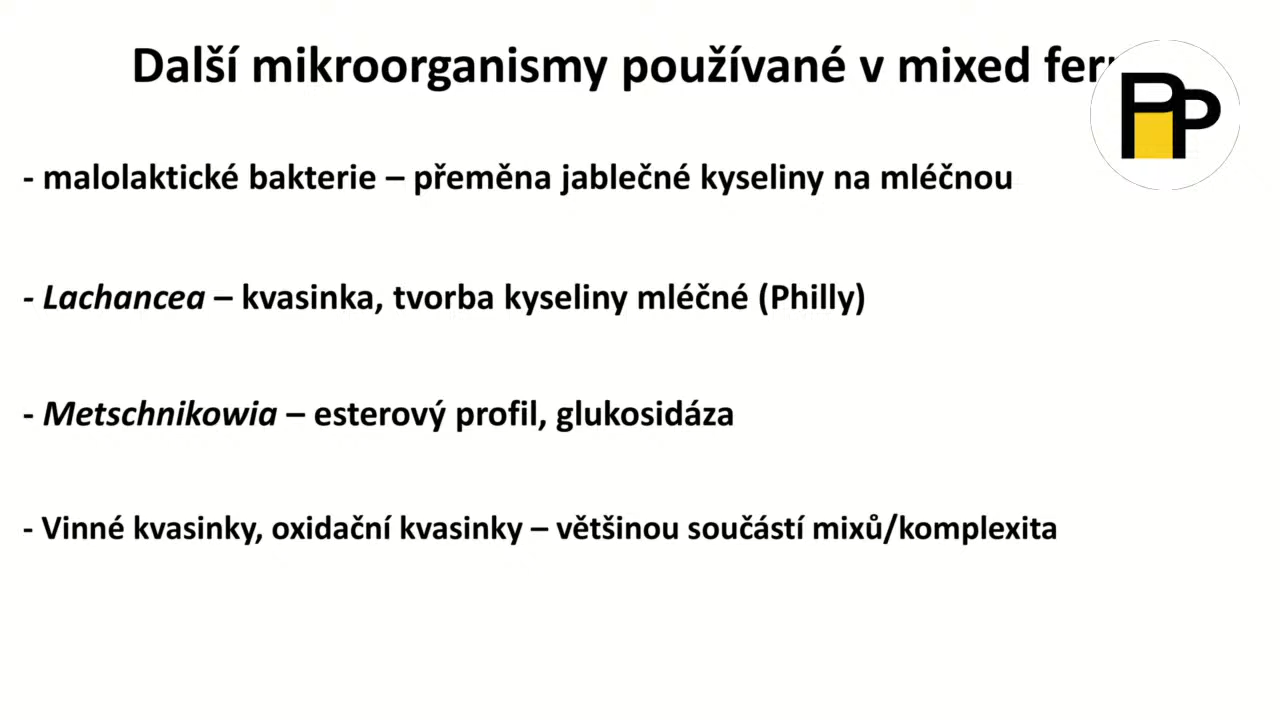 Další mikroorganismy používané v mixed
- malolaktické bakterie – přeměna jablečné kyseliny na mléčnou
- Lachancea – kvasinka, tvorba kyseliny mléčné (Philly)
- Metschnikowia – esterový profil, glukosidáza
- Vinné kvasinky, oxidační kvasinky – většinou součástí mixů/komplexita
PP